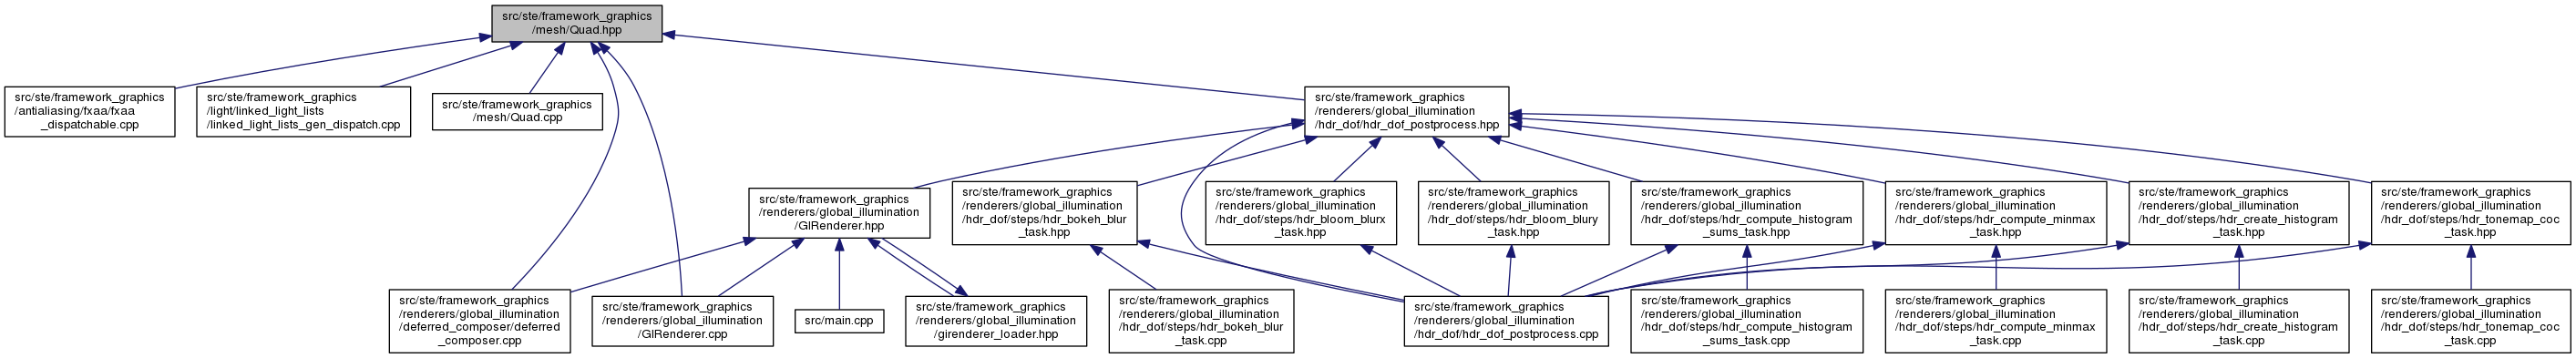 src/ste/framework_graphics
/mesh/Quad.hpp
src/ste/framework_graphics
/antialiasing/fxaa/fxaa
_dispatchable.cpp
src/ste/framework_graphics
/light/linked_light_lists
/linked_light_lists_gen_dispatch.cpp
src/ste/framework_graphics
/mesh/Quad.cpp
src/ste/framework_graphics
/renderers/global_illumination
/hdr_dof/hdr_dof_postprocess.hpp
src/ste/framework_graphics
/renderers/global_illumination
/GIRenderer.hpp
src/ste/framework_graphics
/renderers/global_illumination
/hdr_dof/steps/hdr_bokeh_blur
_task.hpp
src/ste/framework_graphics
/renderers/global_illumination
/hdr_dof/steps/hdr_bloom_blurx
_task.hpp
src/ste/framework_graphics
/renderers/global_illumination
/hdr_dof/steps/hdr_bloom_blury
_task.hpp
src/ste/framework_graphics
/renderers/global_illumination
/hdr_dof/steps/hdr_compute_histogram
_sums_task.hpp
src/ste/framework_graphics
/renderers/global_illumination
/hdr_dof/steps/hdr_compute_minmax
_task.hpp
src/ste/framework_graphics
/renderers/global_illumination
/hdr_dof/steps/hdr_create_histogram
_task.hpp
src/ste/framework_graphics
/renderers/global_illumination
/hdr_dof/steps/hdr_tonemap_coc
_task.hpp
src/ste/framework_graphics
/renderers/global_illumination
/deferred_composer/deferred
_composer.cpp
src/ste/framework_graphics
/renderers/global_illumination
/GIRenderer.cpp
src/main.cpp
src/ste/framework_graphics
/renderers/global_illumination
/girenderer_loader.hpp
src/ste/framework_graphics
/renderers/global_illumination
/hdr_dof/steps/hdr_bokeh_blur
_task.cpp
src/ste/framework_graphics
/renderers/global_illumination
/hdr_dof/hdr_dof_postprocess.cpp
src/ste/framework_graphics
/renderers/global_illumination
/hdr_dof/steps/hdr_compute_histogram
_sums_task.cpp
src/ste/framework_graphics
/renderers/global_illumination
/hdr_dof/steps/hdr_compute_minmax
_task.cpp
src/ste/framework_graphics
/renderers/global_illumination
/hdr_dof/steps/hdr_create_histogram
_task.cpp
src/ste/framework_graphics
/renderers/global_illumination
/hdr_dof/steps/hdr_tonemap_coc
_task.cpp